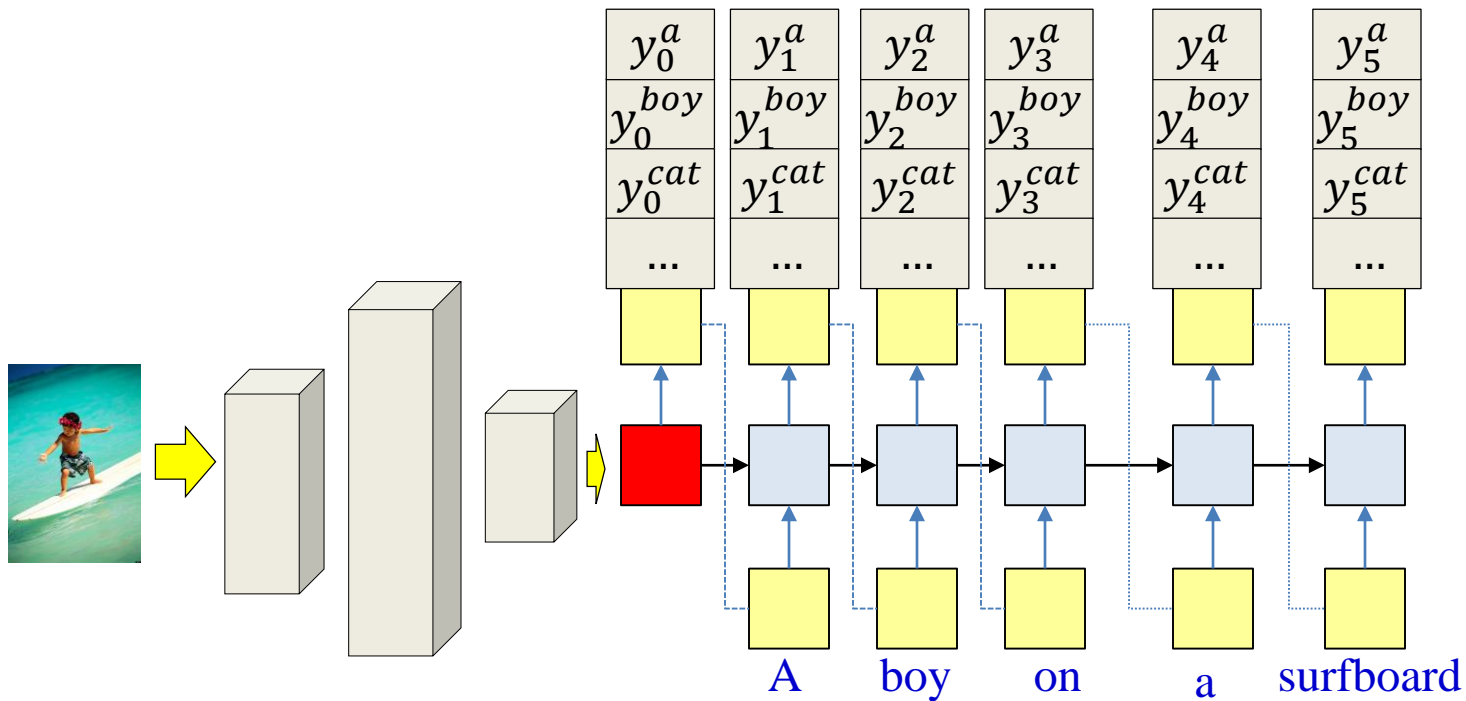 y_0^a y_1^a y_2^a y_3^a y_4^a y_5^a
y_0^boy y_1^boy y_2^boy y_3^boy y_4^boy y_5^boy
y_0^cat y_1^cat y_2^cat y_3^cat y_4^cat y_5^cat
... ... ... ... ... ...
A boy on a surfboard